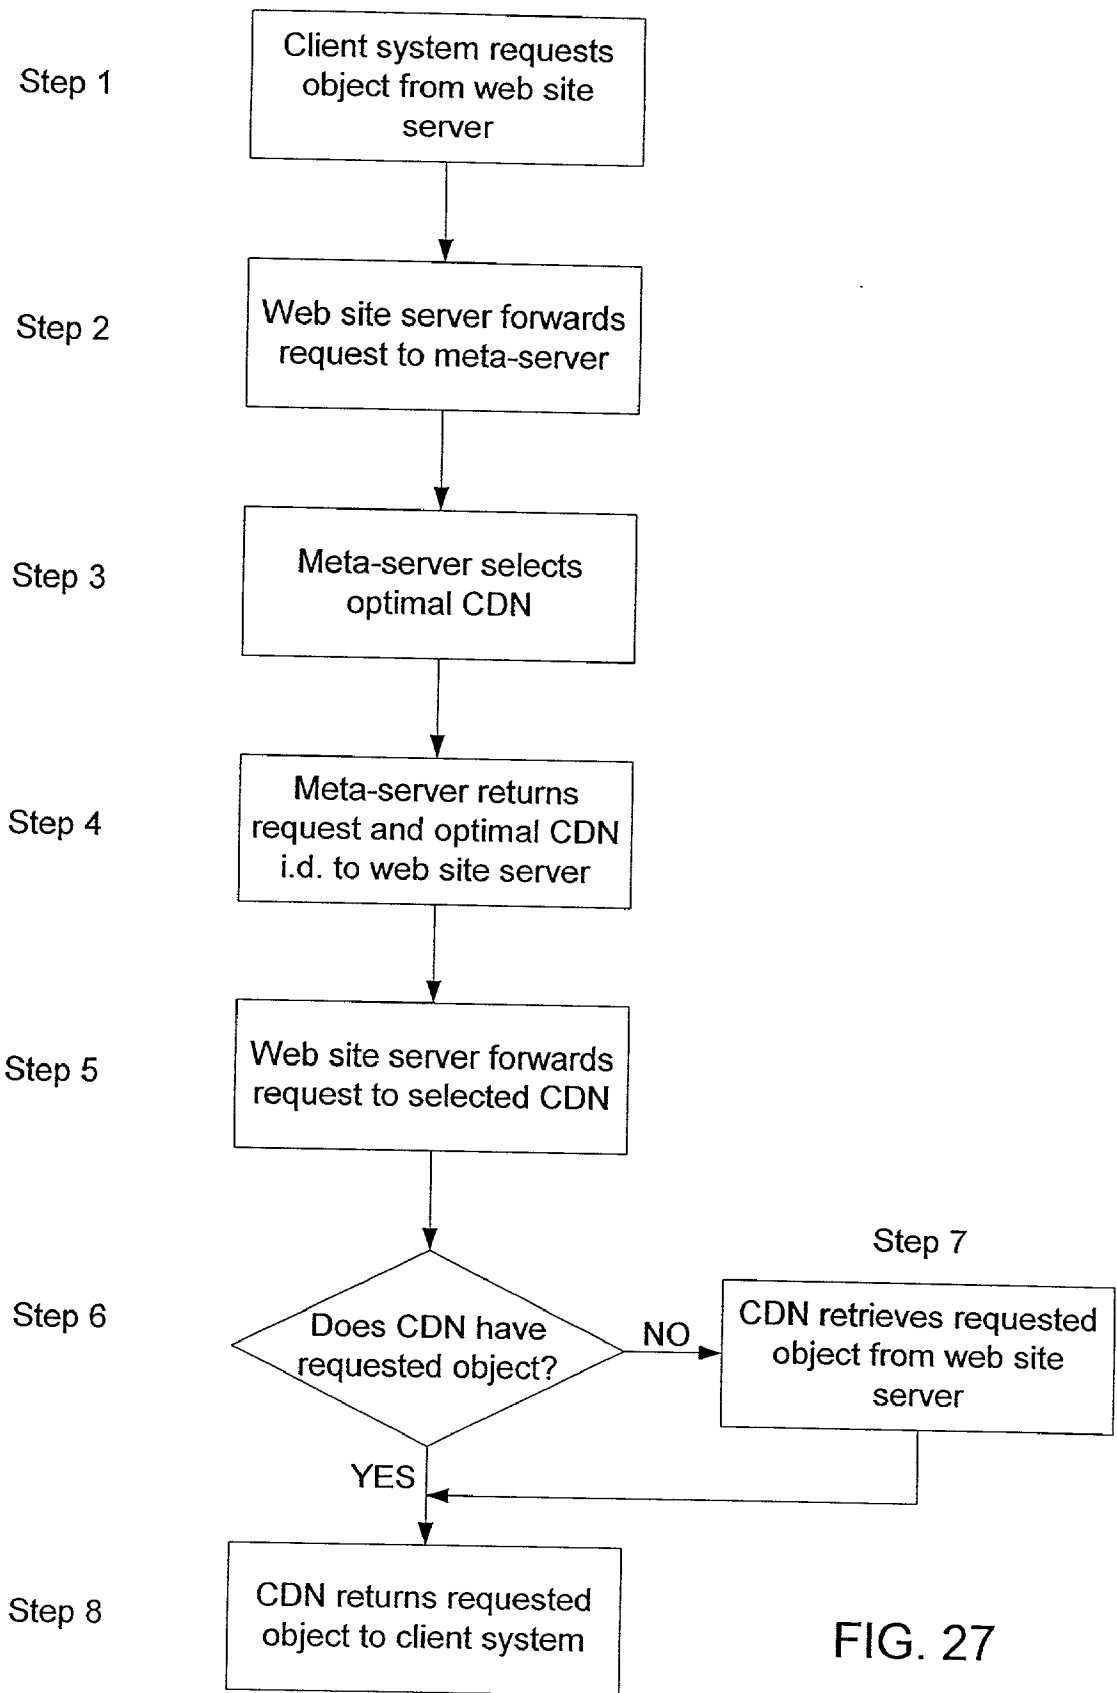 Step 1
Client system requests
object from web site
server
Step 2
Web site server forwards
request to meta-server
Step 3
Meta-server selects
optimal CDN
Step 4
Meta-server returns
request and optimal CDN
i.d. to web site server
Step 5
Web site server forwards
request to selected CDN
Step 6
Does CDN have
requested object?
NO
Step 7
CDN retrieves requested
object from web site
server
YES
Step 8
CDN returns requested
object to client system
FIG. 27